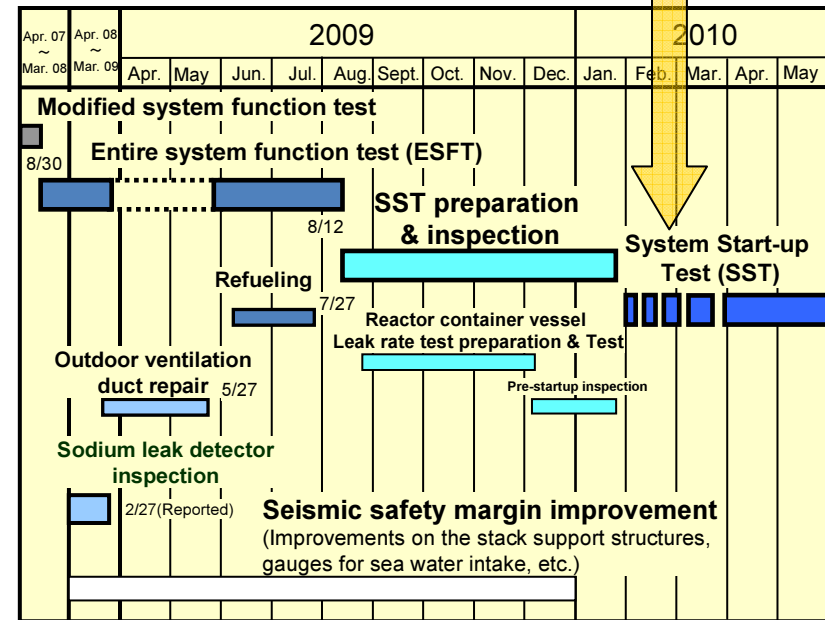 Apr. 07
~
Mar. 08
Apr. 08
~
Mar. 09
2009
2010
Apr.
May
Jun.
Jul.
Aug.
Sept.
Oct.
Nov.
Dec.
Jan.
Feb.
Mar.
Apr.
May
Modified system function test
8/30
Entire system function test (ESFT)
8/12
SST preparation
& inspection
System Start-up
Test (SST)
Refueling
7/27
Reactor container vessel
Leak rate test preparation & Test
Outdoor ventilation
duct repair
5/27
Pre-startup inspection
Sodium leak detector
inspection
2/27(Reported)
Seismic safety margin improvement
(Improvements on the stack support structures,
gauges for sea water intake, etc.)